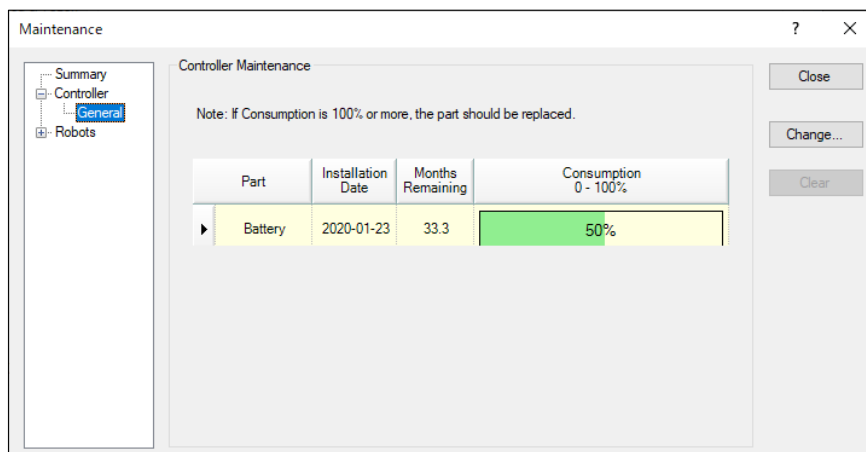 Maintenance
?
Summary
Controller
General
Robots
Controller Maintenance
Note: If Consumption is 100% or more, the part should be replaced.
Part
Installation
Date
Months
Remaining
Consumption
0 - 100%
Battery 2020-01-23 33.3 50%
Close
Change...
Clear